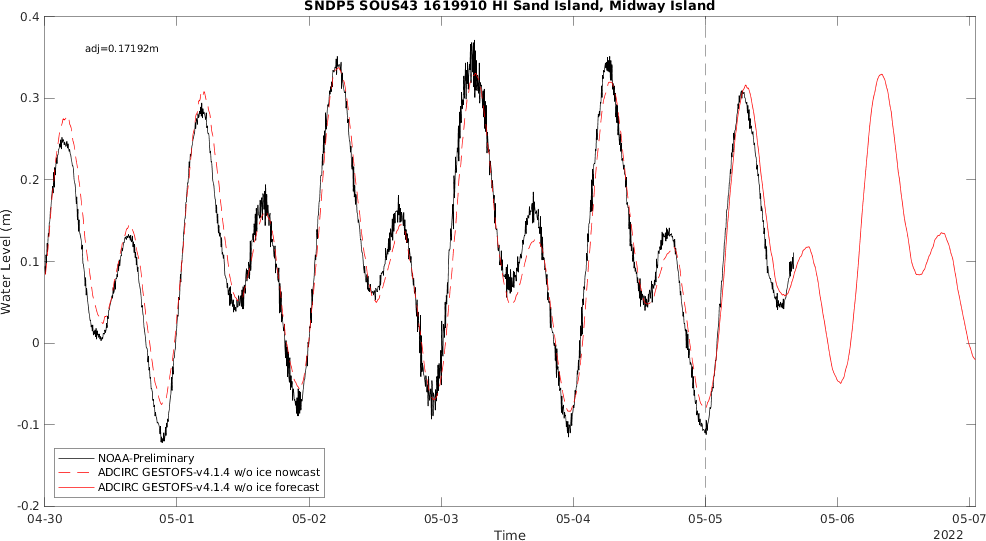 SNDP5 SOUS43 1619910 HI Sand Island, Midway Island
adj=0.17192m
0.4
0.3
0.2
0.1
0
-0.1
-0.2
Water Level (m)
NOAA-Preliminary
ADCIRC GESTOFS-v4.1.4 w/o ice nowcast
ADCIRC GESTOFS-v4.1.4 w/o ice forecast
04-30 05-01 05-02 05-03 05-04 05-05 05-06 05-07
Time
2022